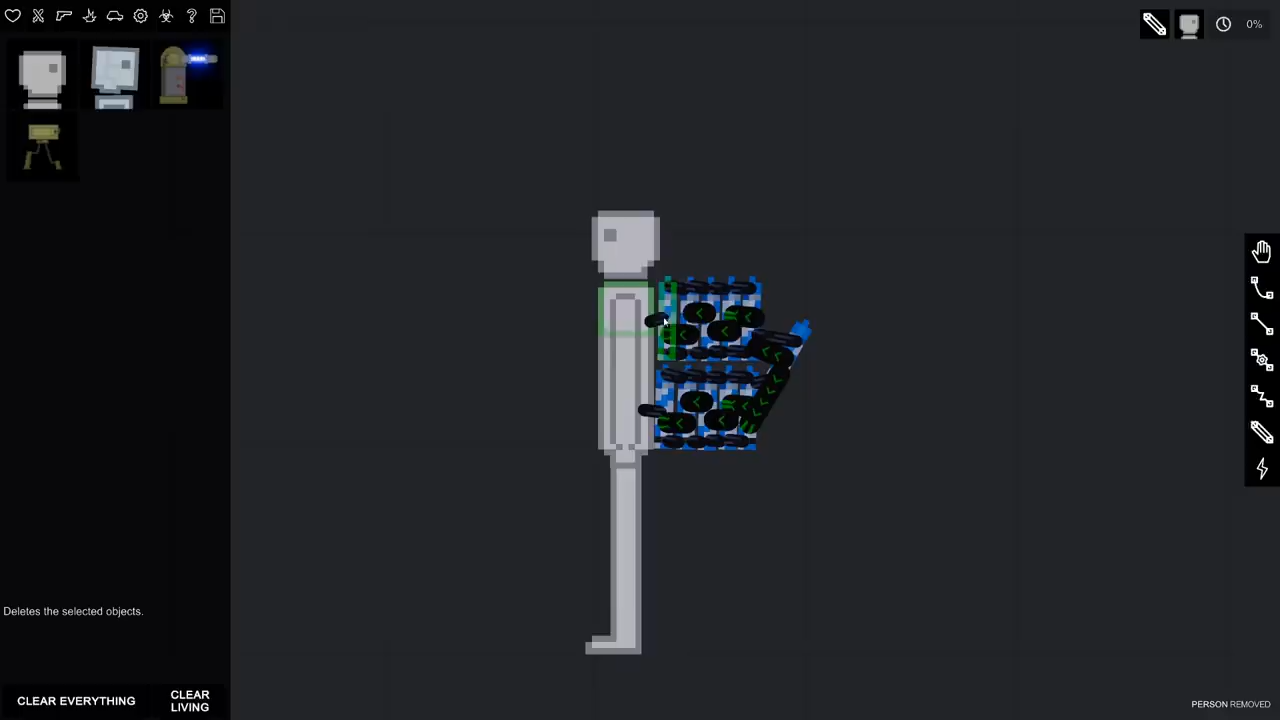 0%
Deletes the selected objects.
CLEAR EVERYTHING
CLEAR
LIVING
PERSON REMOVED